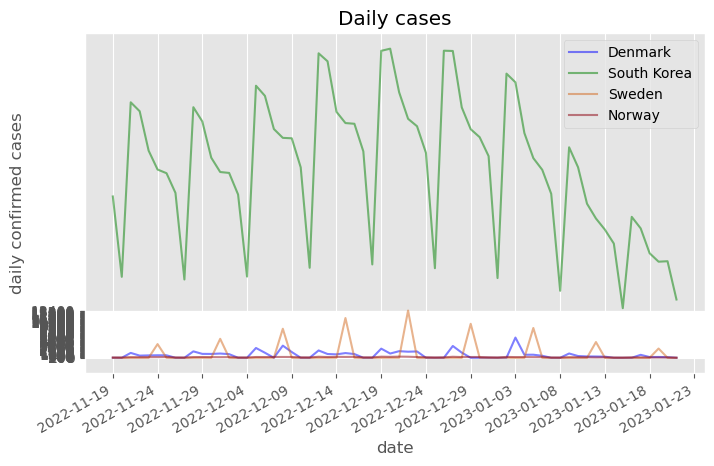 Daily cases
Denmark
South Korea
Sweden
Norway
daily confirmed cases
2022-11-19
2022-11-24
2022-11-29
2022-12-04
2022-12-09
2022-12-14
2022-12-19
2022-12-24
2022-12-29
2023-01-03
2023-01-08
2023-01-13
2023-01-18
2023-01-23
date